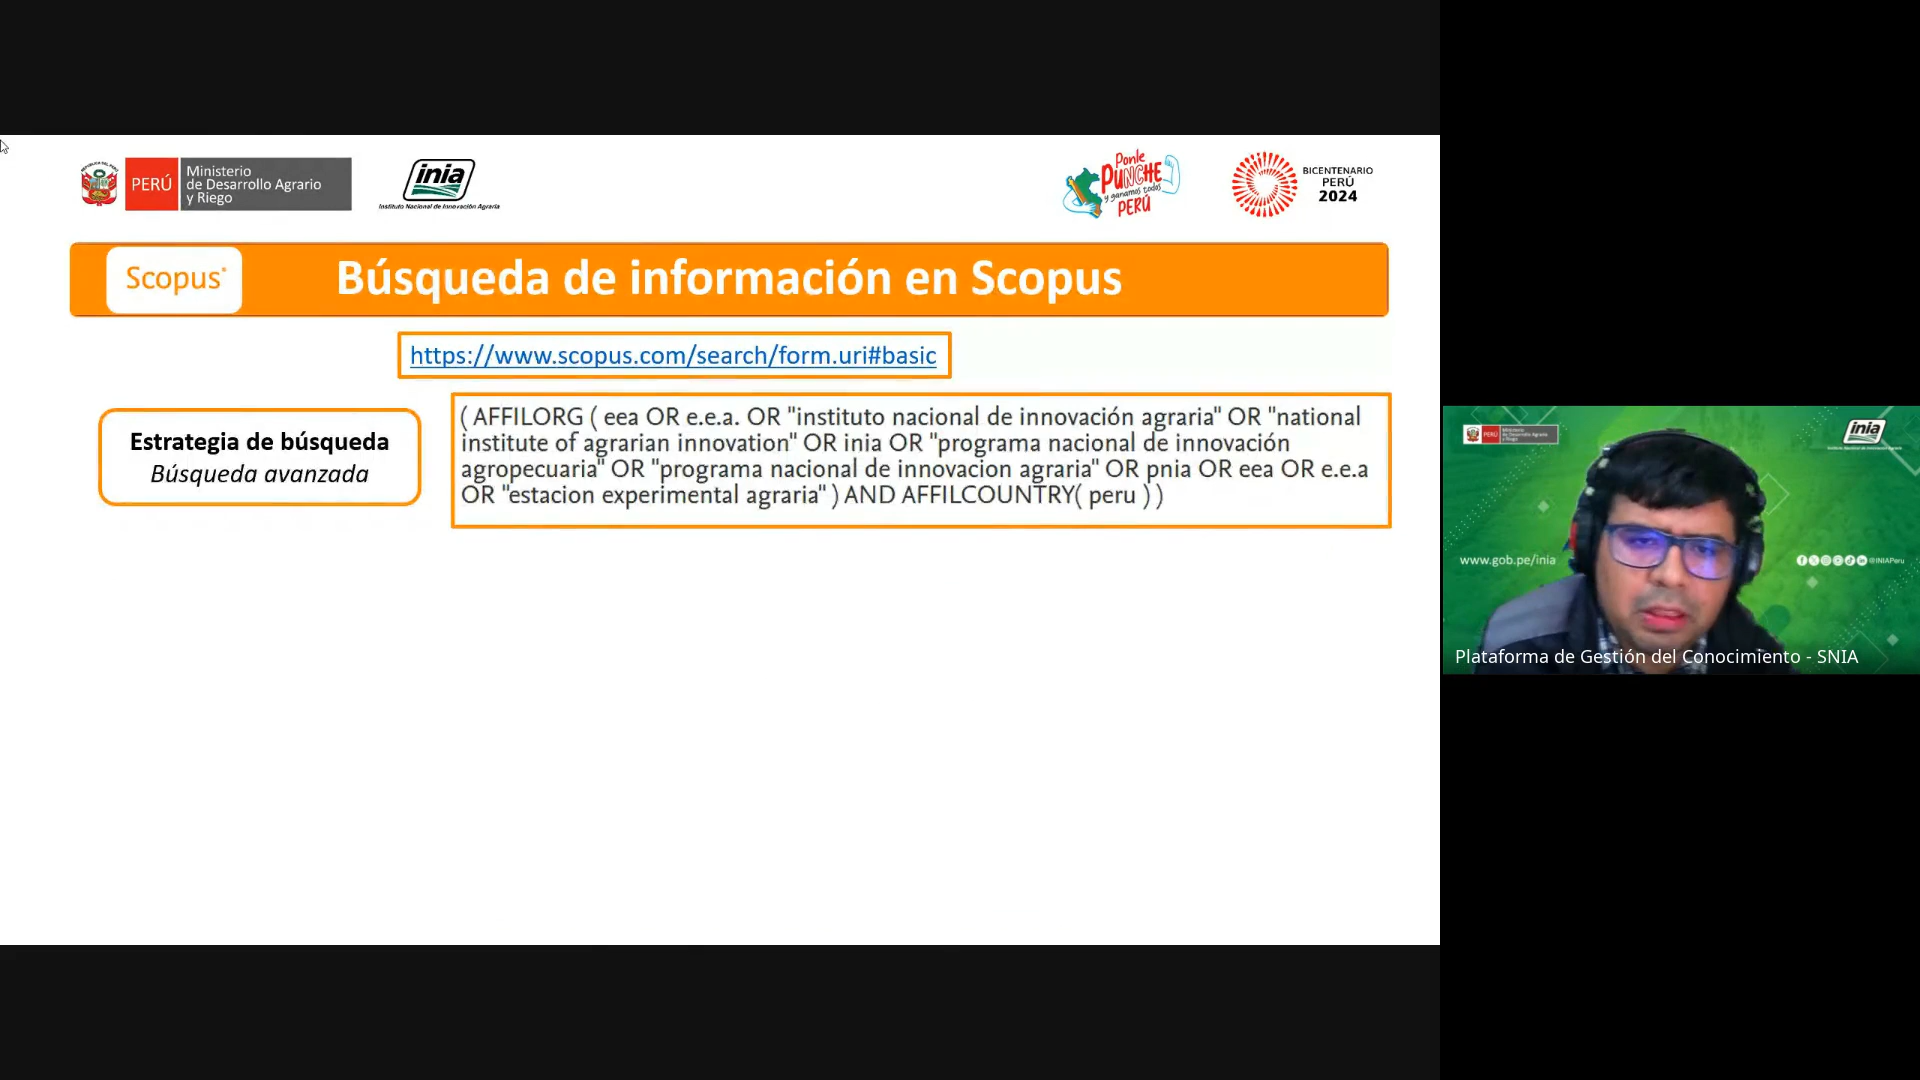 PERÚ
Ministerio
de Desarrollo Agrario
y Riego
inia
Instituto Nacional de Innovación Agraria
Ponle
PUNCHE
y ganamos todos
PERÚ
BICENTENARIO
PERÚ
2024
Scopus
Búsqueda de información en Scopus
https://www.scopus.com/search/form.uri#basic
Estrategia de búsqueda
Búsqueda avanzada
( AFFILORG ( eea OR e.e.a. OR "instituto nacional de innovación agraria" OR "national
institute of agrarian innovation" OR inia OR "programa nacional de innovación
agropecuaria" OR "programa nacional de innovacion agraria" OR pnia OR eea OR e.e.a
OR "estacion experimental agraria" ) AND AFFILCOUNTRY( peru ) )
PERÚ
inia
www.gob.pe/inia
@INIAPeru
Plataforma de Gestión del Conocimiento - SNIA